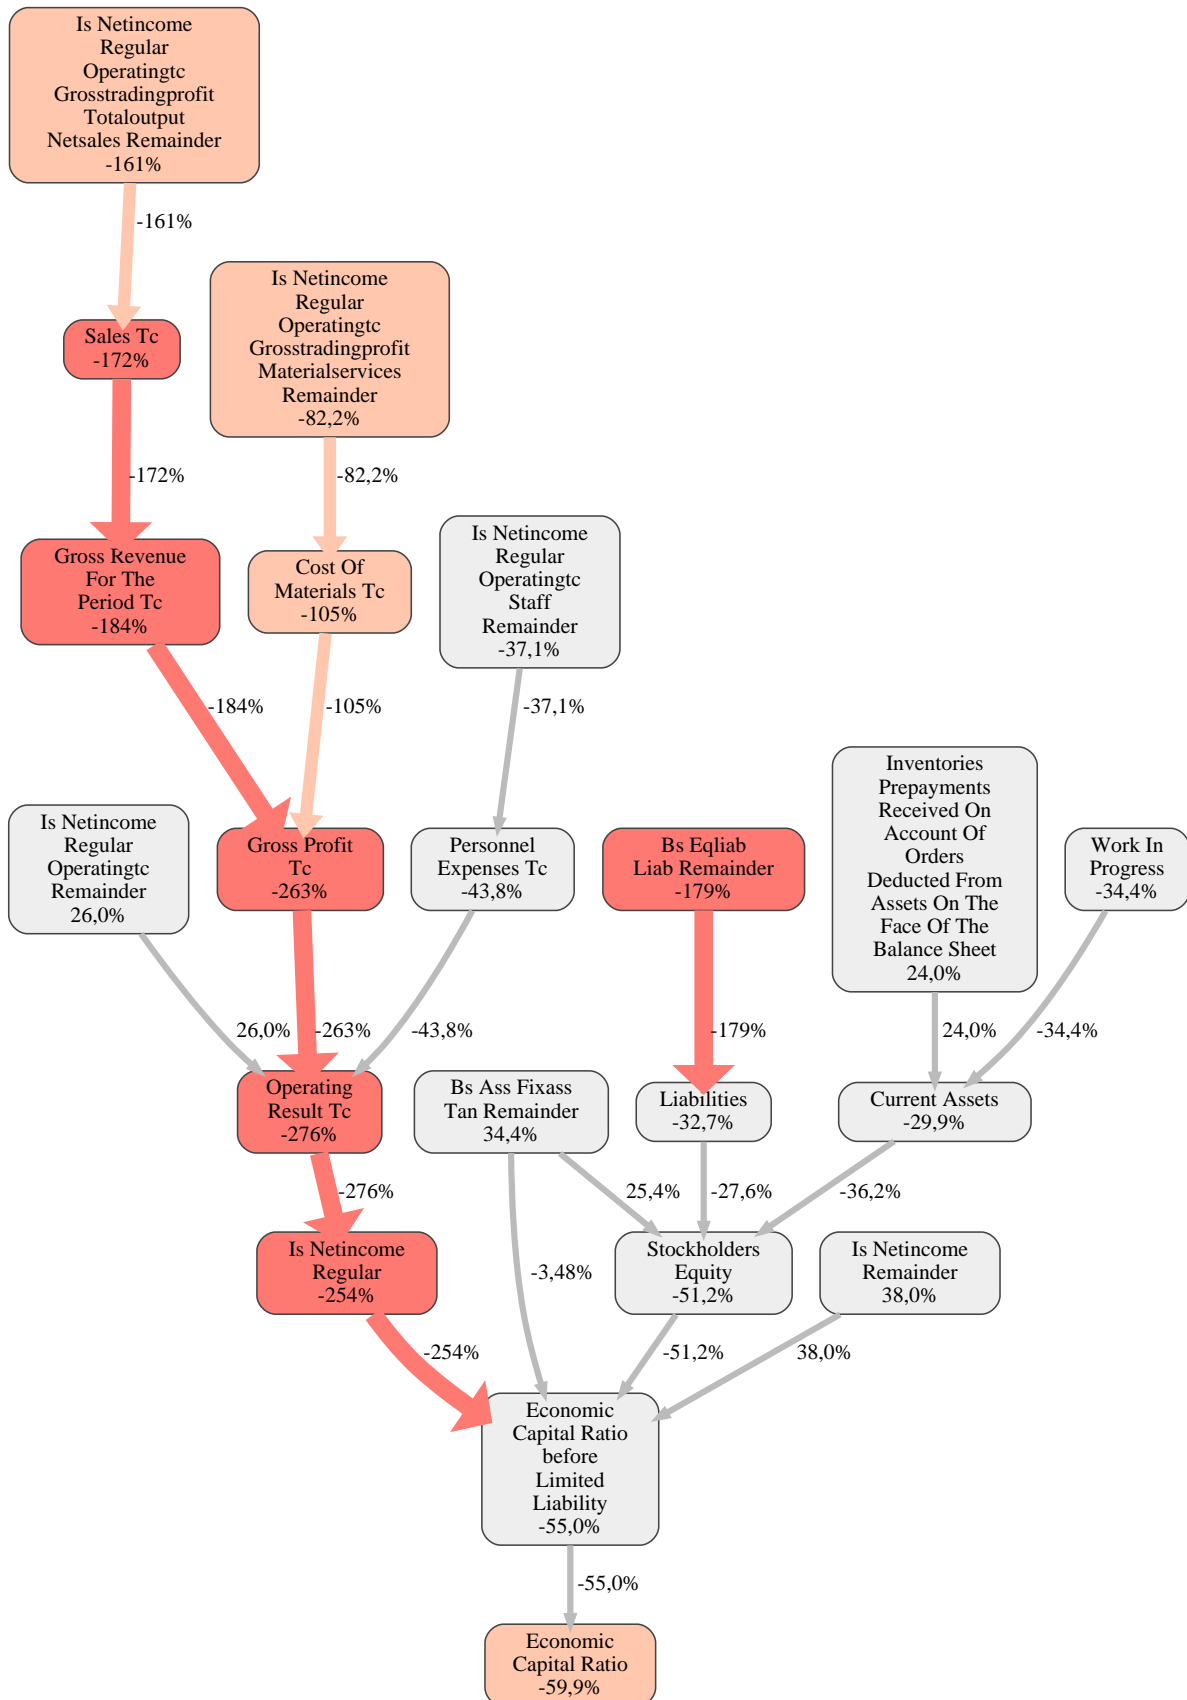 Is Netincome
Regular
Operatingtc
Grosstradingprofit
Totaloutput
Netsales Remainder
-161%
-161%
Is Netincome
Regular
Operatingtc
Grosstradingprofit
Materialservices
Remainder
-82,2%
Sales Tc
-172%
-172%
-82,2%
Is Netincome
Regular
Operatingtc
Staff
Remainder
-37,1%
Gross Revenue
For The
Period Tc
-184%
Cost Of
Materials Tc
-105%
-184%
-105%
-37,1%
Inventories
Prepayments
Received On
Account Of
Orders
Deducted From
Assets On The
Face Of The
Balance Sheet
24,0%
Is Netincome
Regular
Operatingtc
Remainder
26,0%
Gross Profit
Tc
-263%
Personnel
Expenses Tc
-43,8%
Bs Eqliab
Liab Remainder
-179%
Work In
Progress
-34,4%
26,0%
-263%
-43,8%
-179%
24,0%
-34,4%
Operating
Result Tc
-276%
Bs Ass Fixass
Tan Remainder
34,4%
Liabilities
-32,7%
Current Assets
-29,9%
-276%
25,4%
-27,6%
-36,2%
Is Netincome
Regular
-254%
-3,48%
Stockholders
Equity
-51,2%
Is Netincome
Remainder
38,0%
-254%
-51,2%
38,0%
Economic
Capital Ratio
before
Limited
Liability
-55,0%
-55,0%
Economic
Capital Ratio
-59,9%